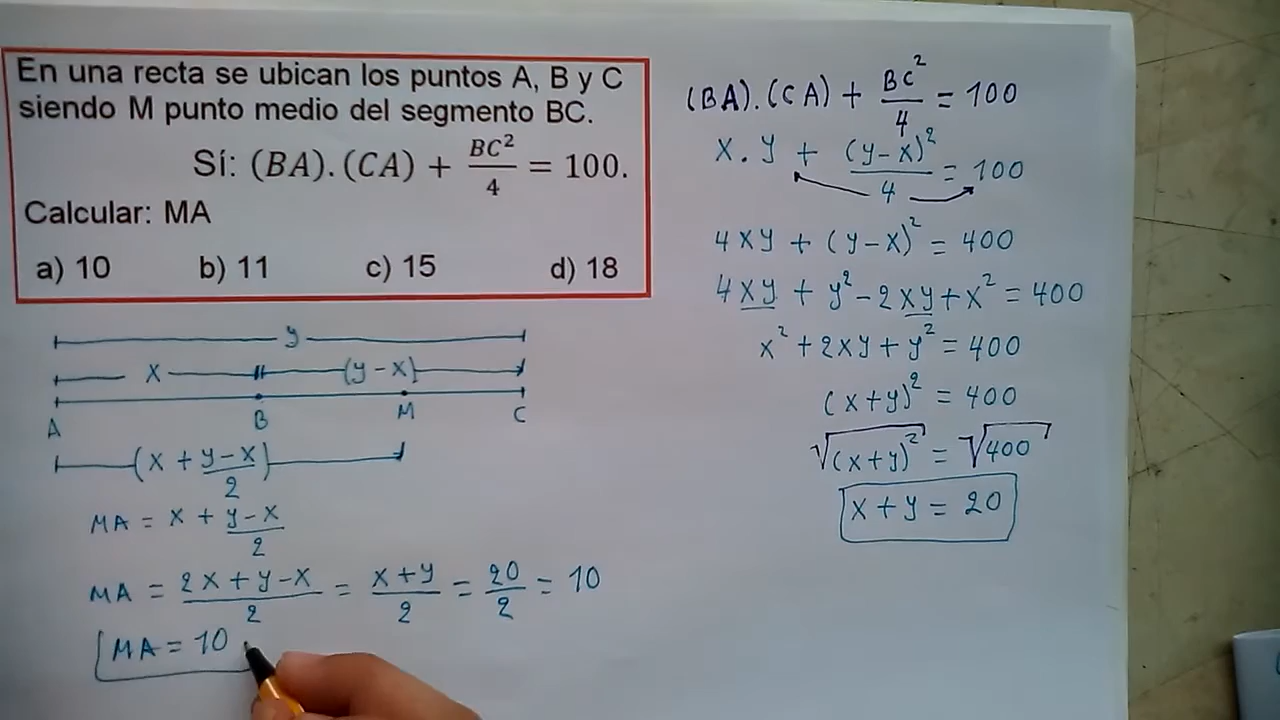 En una recta se ubican los puntos A, B y C
siendo M punto medio del segmento BC.
Sí: (BA).(CA) + BC²/4 = 100.
Calcular: MA
a) 10 b) 11 c) 15 d) 18
y
x (y-x)
A B M C
(x + y-x/2)
MA = x + y-x/2
MA = 2x+y-x/2 = x+y/2 = 20/2 = 10
MA = 10
(BA).(CA) + BC²/4 = 100
x.y + (y-x)²/4 = 100
4xy + (y-x)² = 400
4xy + y² - 2xy + x² = 400
x² + 2xy + y² = 400
(x+y)² = 400
√(x+y)² = √400
x + y = 20